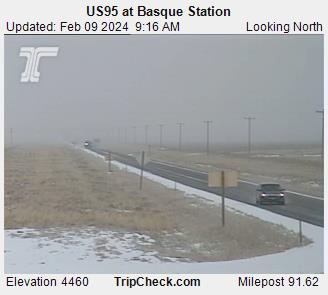 US95 at Basque Station
Updated: Feb 09 2024 9:16 AM Looking North
Elevation 4460 TripCheck.com Milepost 91.62